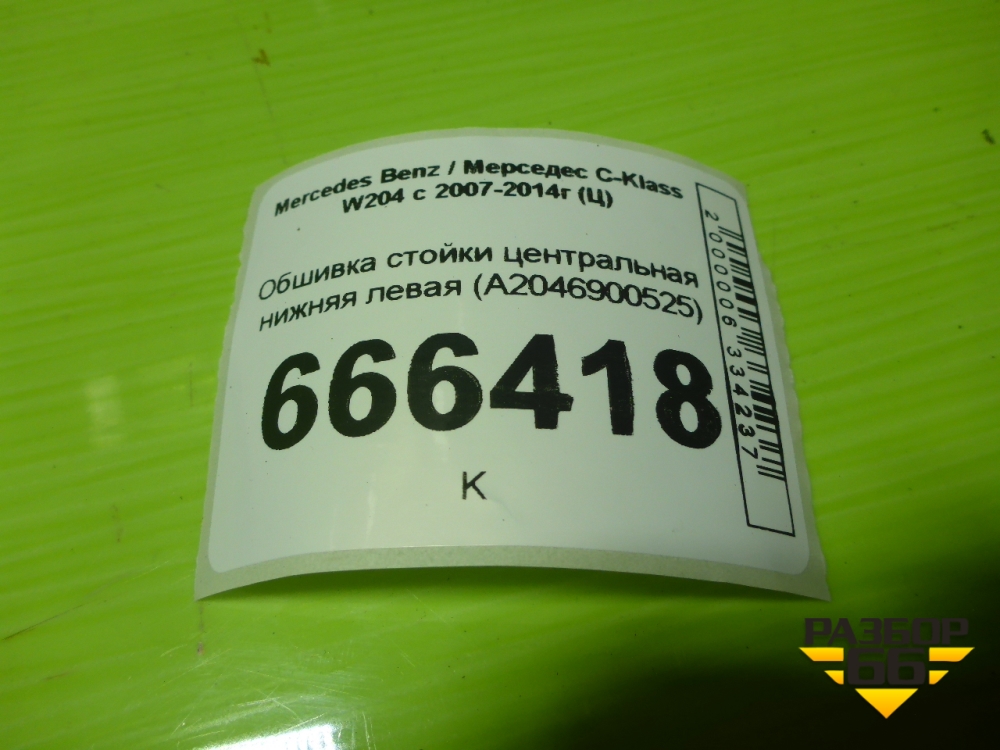 Mercedes Benz / Мерседес C-Klass
W204 с 2007-2014г (Ц)
Обшивка стойки центральная
нижняя левая (A2046900525)
666418
К
2000006334237
РАЗБОР
66